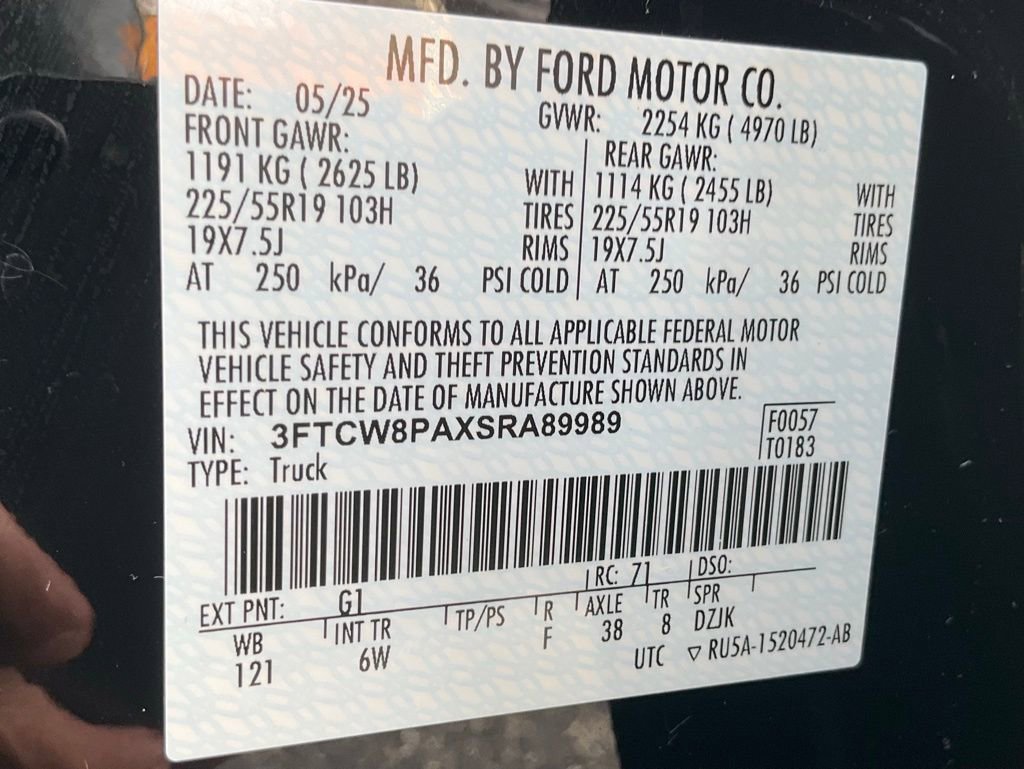 MFD. BY FORD MOTOR CO.
DATE: 05/25 GVWR: 2254 KG ( 4970 LB)
FRONT GAWR: REAR GAWR:
1191 KG ( 2625 LB) WITH 1114 KG ( 2455 LB) WITH
225/55R19 103H TIRES 225/55R19 103H TIRES
19X7.5J RIMS 19X7.5J RIMS
AT 250 kPa/ 36 PSI COLD AT 250 kPa/ 36 PSI COLD
THIS VEHICLE CONFORMS TO ALL APPLICABLE FEDERAL MOTOR
VEHICLE SAFETY AND THEFT PREVENTION STANDARDS IN
EFFECT ON THE DATE OF MANUFACTURE SHOWN ABOVE.
VIN: 3FTCW8PAXSRA89989 F0057
TYPE: Truck T0183
EXT PNT: G1 RC: 71 DSO:
WB INT TR TP/PS R AXLE TR SPR
121 6W F 38 8 DZJK
UTC ▽ RU5A-1520472-AB